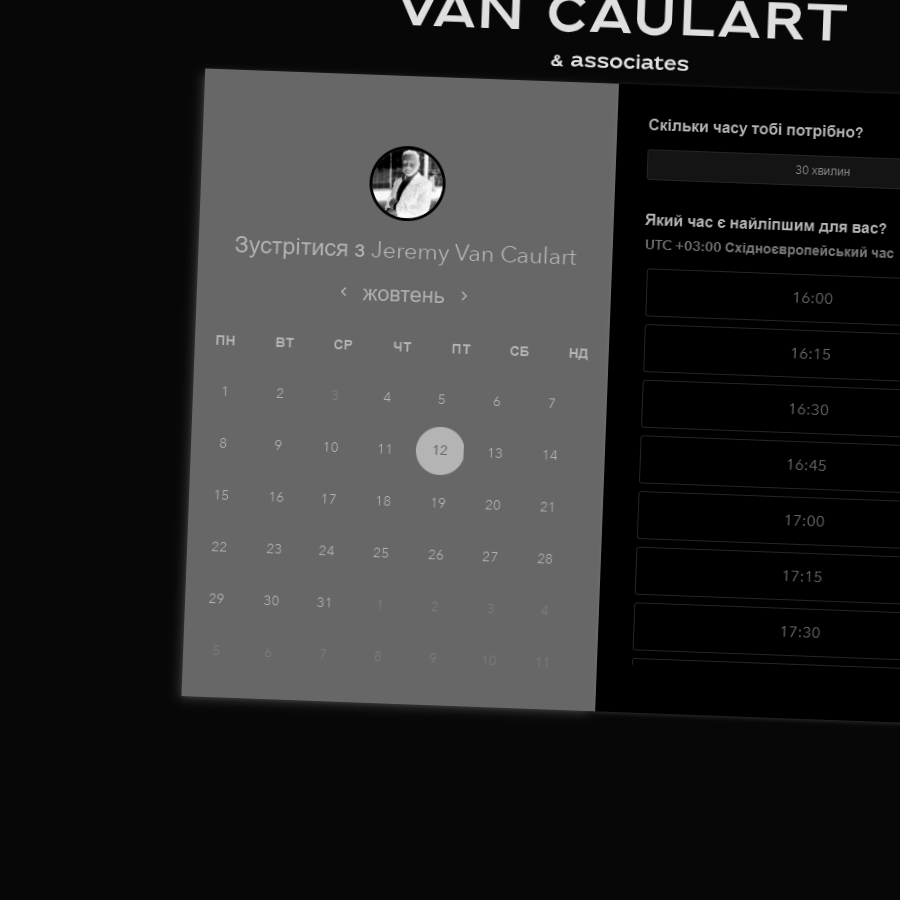 VAN CAULART
& associates
Зустрітися з Jeremy Van Caulart
‹ жовтень ›
ПН ВТ СР ЧТ ПТ СБ НД
1 2 3 4 5 6 7
8 9 10 11 12 13 14
15 16 17 18 19 20 21
22 23 24 25 26 27 28
29 30 31 1 2 3 4
5 6 7 8 9 10 11
Скільки часу тобі потрібно?
30 хвилин
Який час є найліпшим для вас?
UTC +03:00 Східноєвропейський час
16:00
16:15
16:30
16:45
17:00
17:15
17:30